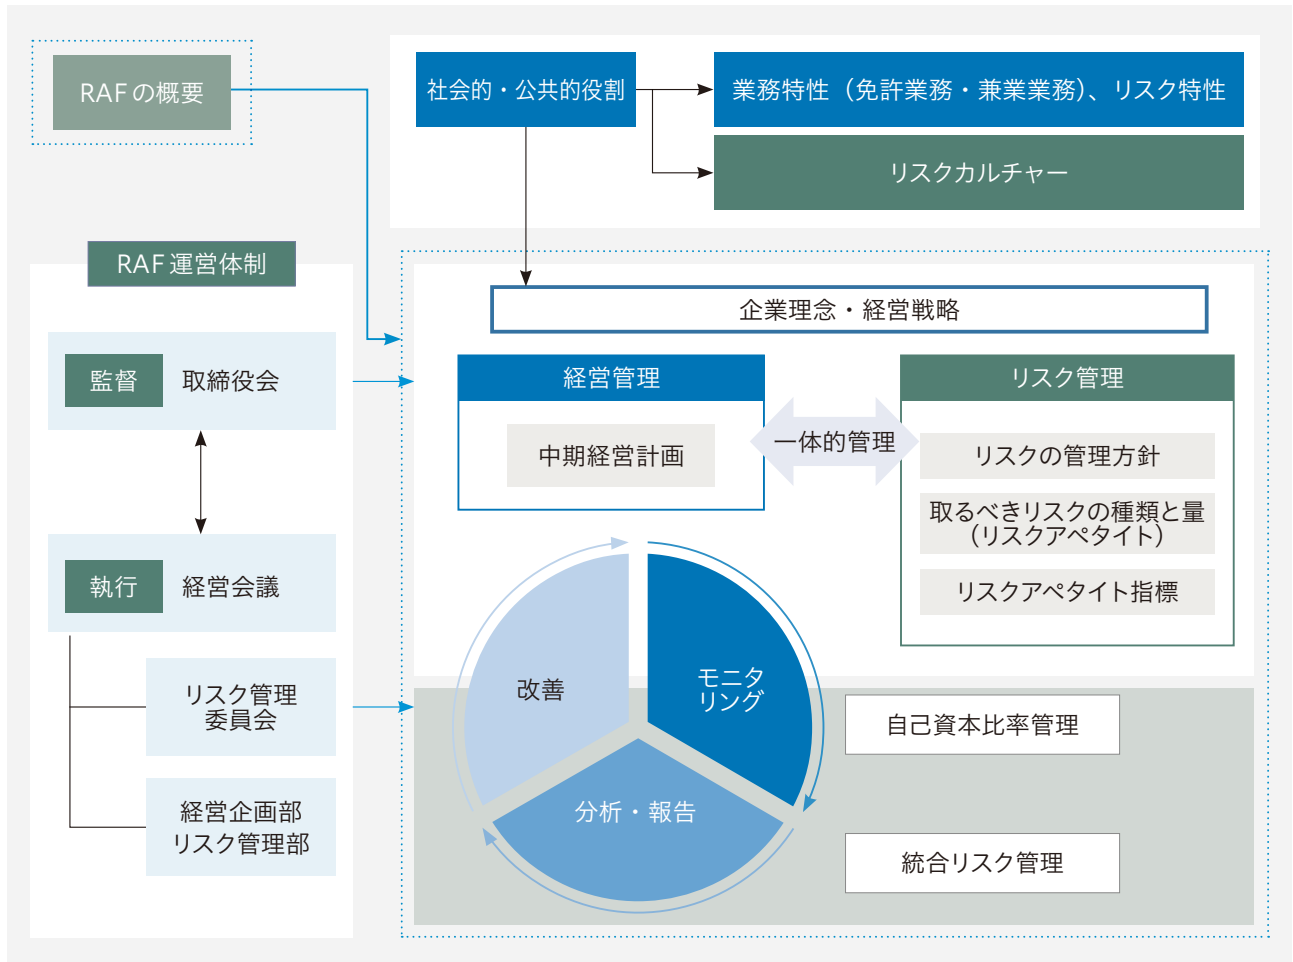 RAFの概要
社会的・公共的役割
業務特性（免許業務・兼業業務）、リスク特性
リスクカルチャー
RAF運営体制
監督
取締役会
執行
経営会議
リスク管理
委員会
経営企画部
リスク管理部
企業理念・経営戦略
経営管理
中期経営計画
一体的管理
リスク管理
リスクの管理方針
取るべきリスクの種類と量
（リスクアペタイト）
リスクアペタイト指標
改善
モニタ
リング
分析・報告
自己資本比率管理
統合リスク管理